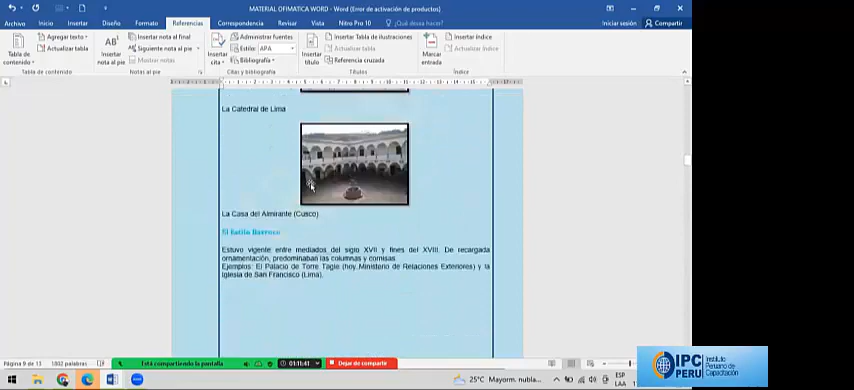 MATERIAL OFIMATICA WORD - Word (Error de activación de productos)
Archivo Inicio Insertar Diseño Formato Referencias Correspondencia Revisar Vista Nitro Pro 10 ¿Qué desea hacer? Iniciar sesión Compartir
Tabla de contenido
Agregar texto
Actualizar tabla
Tabla de contenido
AB¹
Insertar nota al pie
Insertar nota al final
Siguiente nota al pie
Mostrar notas
Notas al pie
Insertar cita
Administrar fuentes
Estilo: APA
Bibliografía
Citas y bibliografía
Insertar título
Insertar Tabla de ilustraciones
Actualizar tabla
Referencia cruzada
Títulos
Marcar entrada
Insertar índice
Actualizar índice
Índice
La Catedral de Lima
La Casa del Almirante (Cusco)
El Estilo Barroco
Estuvo vigente entre mediados del siglo XVII y fines del XVIII. De recargada
ornamentación, predominaban las columnas y cornisas.
Ejemplos: El Palacio de Torre Tagle (hoy Ministerio de Relaciones Exteriores) y la
Iglesia de San Francisco (Lima).
Página 9 de 13 1802 palabras
Está compartiendo la pantalla
01:11:41
Dejar de compartir
25°C Mayorm. nubla...
ESP
LAA
IPC
PERU
Instituto
Peruano de
Capacitación